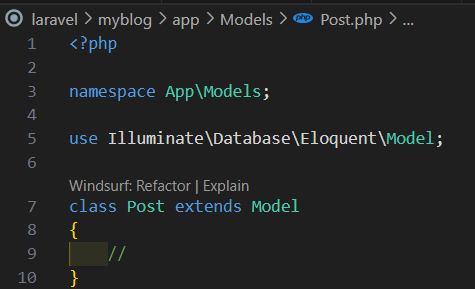 laravel > myblog > app > Models > php Post.php > ...
1 <?php
2
3 namespace App\Models;
4
5 use Illuminate\Database\Eloquent\Model;
6
Windsurf: Refactor | Explain
7 class Post extends Model
8 {
9 //
10 }